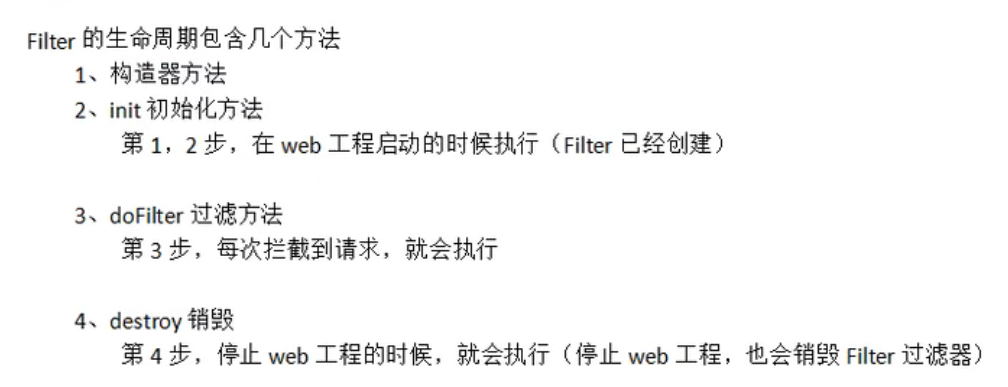 Filter 的生命周期包含几个方法
1、构造器方法
2、init 初始化方法
第 1，2 步，在 web 工程启动的时候执行（Filter 已经创建）
3、doFilter 过滤方法
第 3 步，每次拦截到请求，就会执行
4、destroy 销毁
第 4 步，停止 web 工程的时候，就会执行（停止 web 工程，也会销毁 Filter 过滤器）